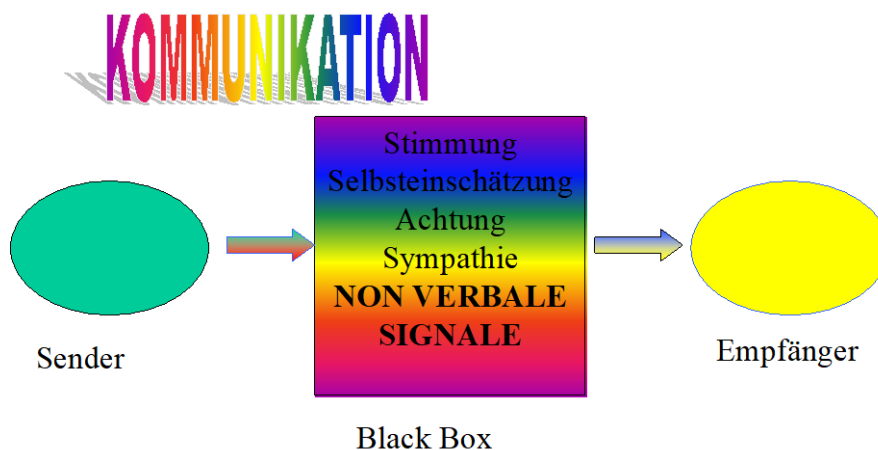 KOMMUNIKATION
Stimmung
Selbsteinschätzung
Achtung
Sympathie
NON VERBALE
SIGNALE
Sender
Empfänger
Black Box